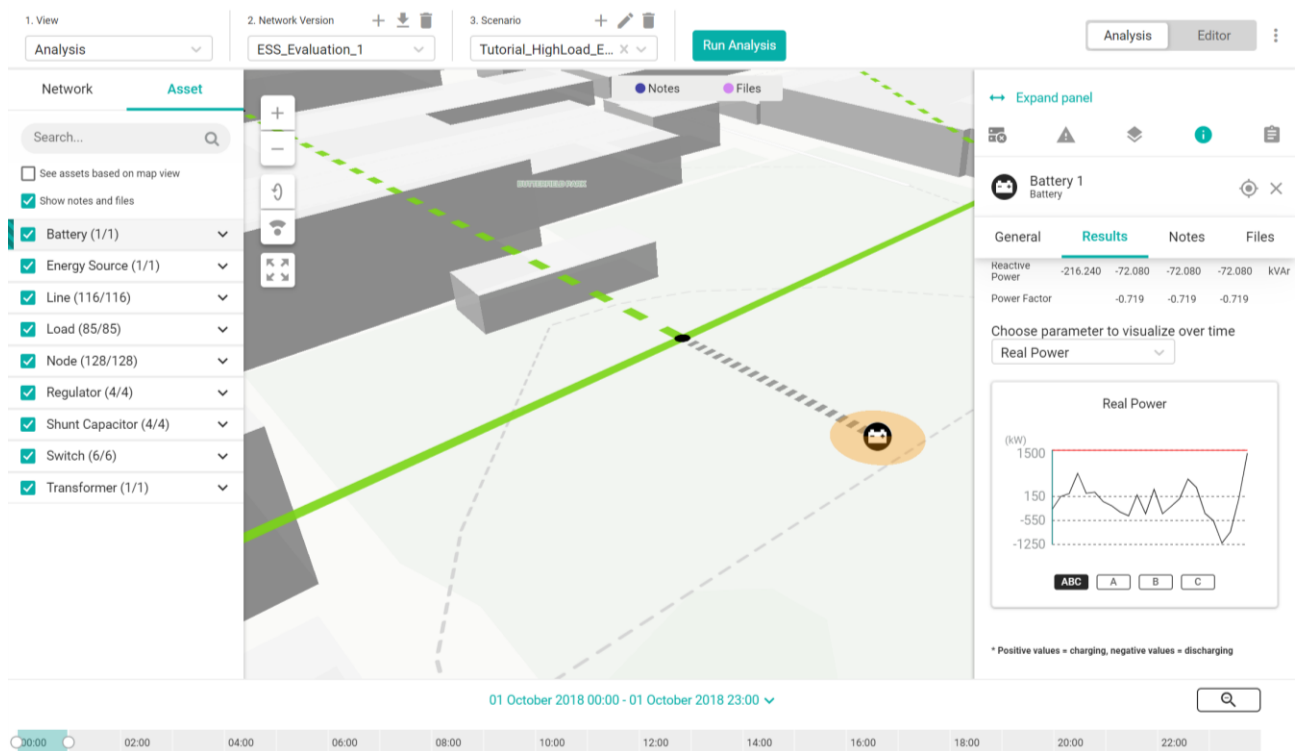 1. View
2. Network Version
3. Scenario
Analysis
ESS_Evaluation_1
Tutorial_HighLoad_E...
Run Analysis
Analysis
Editor
Network
Asset
Search...
See assets based on map view
Show notes and files
Battery (1/1)
Energy Source (1/1)
Line (116/116)
Load (85/85)
Node (128/128)
Regulator (4/4)
Shunt Capacitor (4/4)
Switch (6/6)
Transformer (1/1)
Notes
Files
BUTTERFIELD PARK
Expand panel
Battery 1
Battery
General
Results
Notes
Files
Reactive Power -216.240 -72.080 -72.080 -72.080 kVAr
Power Factor -0.719 -0.719 -0.719
Choose parameter to visualize over time
Real Power
Real Power
(kW)
1500
150
-550
-1250
ABC A B C
* Positive values = charging, negative values = discharging
01 October 2018 00:00 - 01 October 2018 23:00
00:00 02:00 04:00 06:00 08:00 10:00 12:00 14:00 16:00 18:00 20:00 22:00